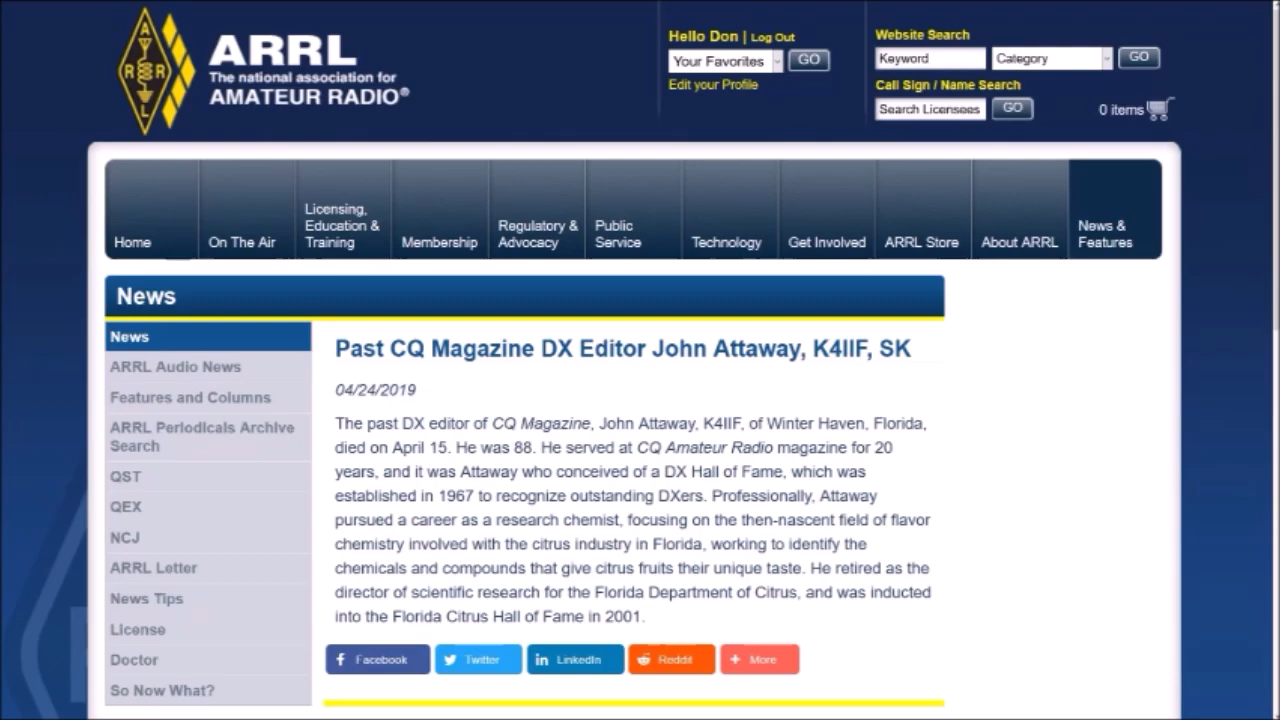 A
R R
R
L
ARRL
The national association for
AMATEUR RADIO®
Hello Don | Log Out
Your Favorites GO
Edit your Profile
Website Search
Keyword Category GO
Call Sign / Name Search
Search Licensees GO
0 items
Home
On The Air
Licensing,
Education &
Training
Membership
Regulatory &
Advocacy
Public
Service
Technology
Get Involved
ARRL Store
About ARRL
News &
Features
News
News
ARRL Audio News
Features and Columns
ARRL Periodicals Archive
Search
QST
QEX
NCJ
ARRL Letter
News Tips
License
Doctor
So Now What?
Past CQ Magazine DX Editor John Attaway, K4IIF, SK
04/24/2019
The past DX editor of CQ Magazine, John Attaway, K4IIF, of Winter Haven, Florida,
died on April 15. He was 88. He served at CQ Amateur Radio magazine for 20
years, and it was Attaway who conceived of a DX Hall of Fame, which was
established in 1967 to recognize outstanding DXers. Professionally, Attaway
pursued a career as a research chemist, focusing on the then-nascent field of flavor
chemistry involved with the citrus industry in Florida, working to identify the
chemicals and compounds that give citrus fruits their unique taste. He retired as the
director of scientific research for the Florida Department of Citrus, and was inducted
into the Florida Citrus Hall of Fame in 2001.
Facebook Twitter LinkedIn Reddit More